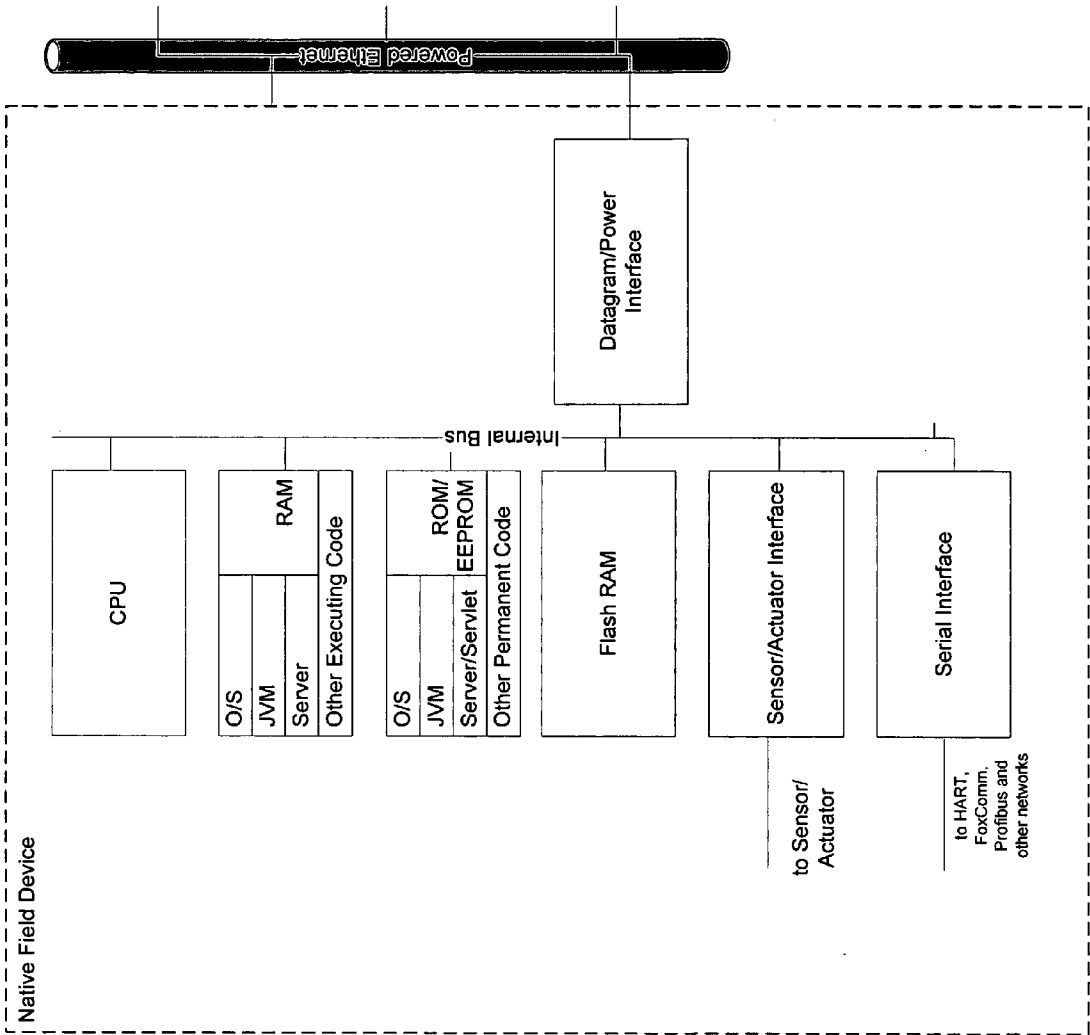 Native Field Device
Powered Ethernet
CPU
O/S
JVM
Server
RAM
Other Executing Code
O/S
JVM
Server/Servlet
ROM/
EEPROM
Other Permanent Code
Flash RAM
Sensor/Actuator Interface
Serial Interface
Internal Bus
Datagram/Power
Interface
to Sensor/
Actuator
to HART,
FoxComm,
Profibus and
other networks